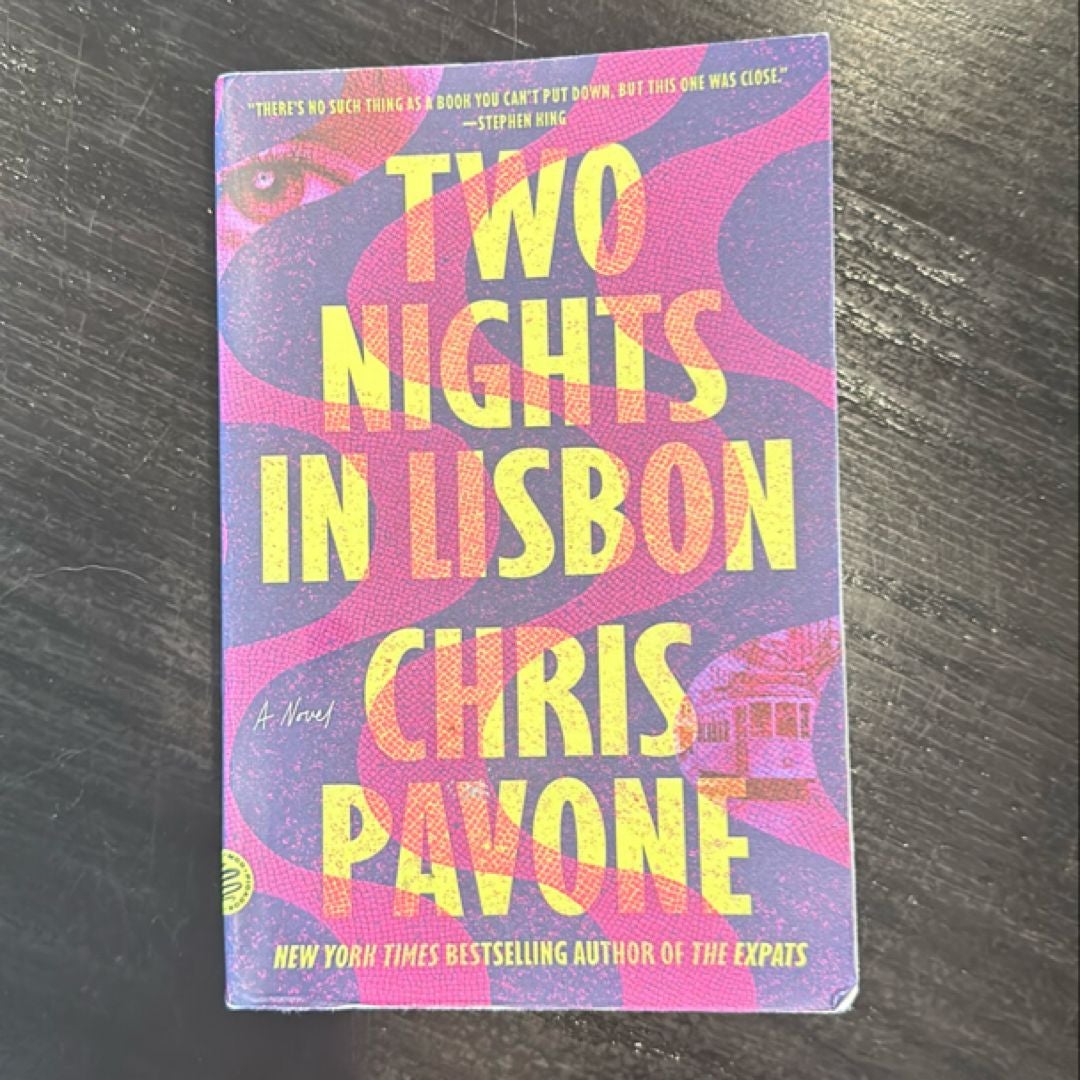 "THERE'S NO SUCH THING AS A BOOK YOU CAN'T PUT DOWN, BUT THIS ONE WAS CLOSE."
—STEPHEN KING
TWO
NIGHTS
IN LISBON
CHRIS
A Novel
PAVONE
NEW YORK TIMES BESTSELLING AUTHOR OF THE EXPATS